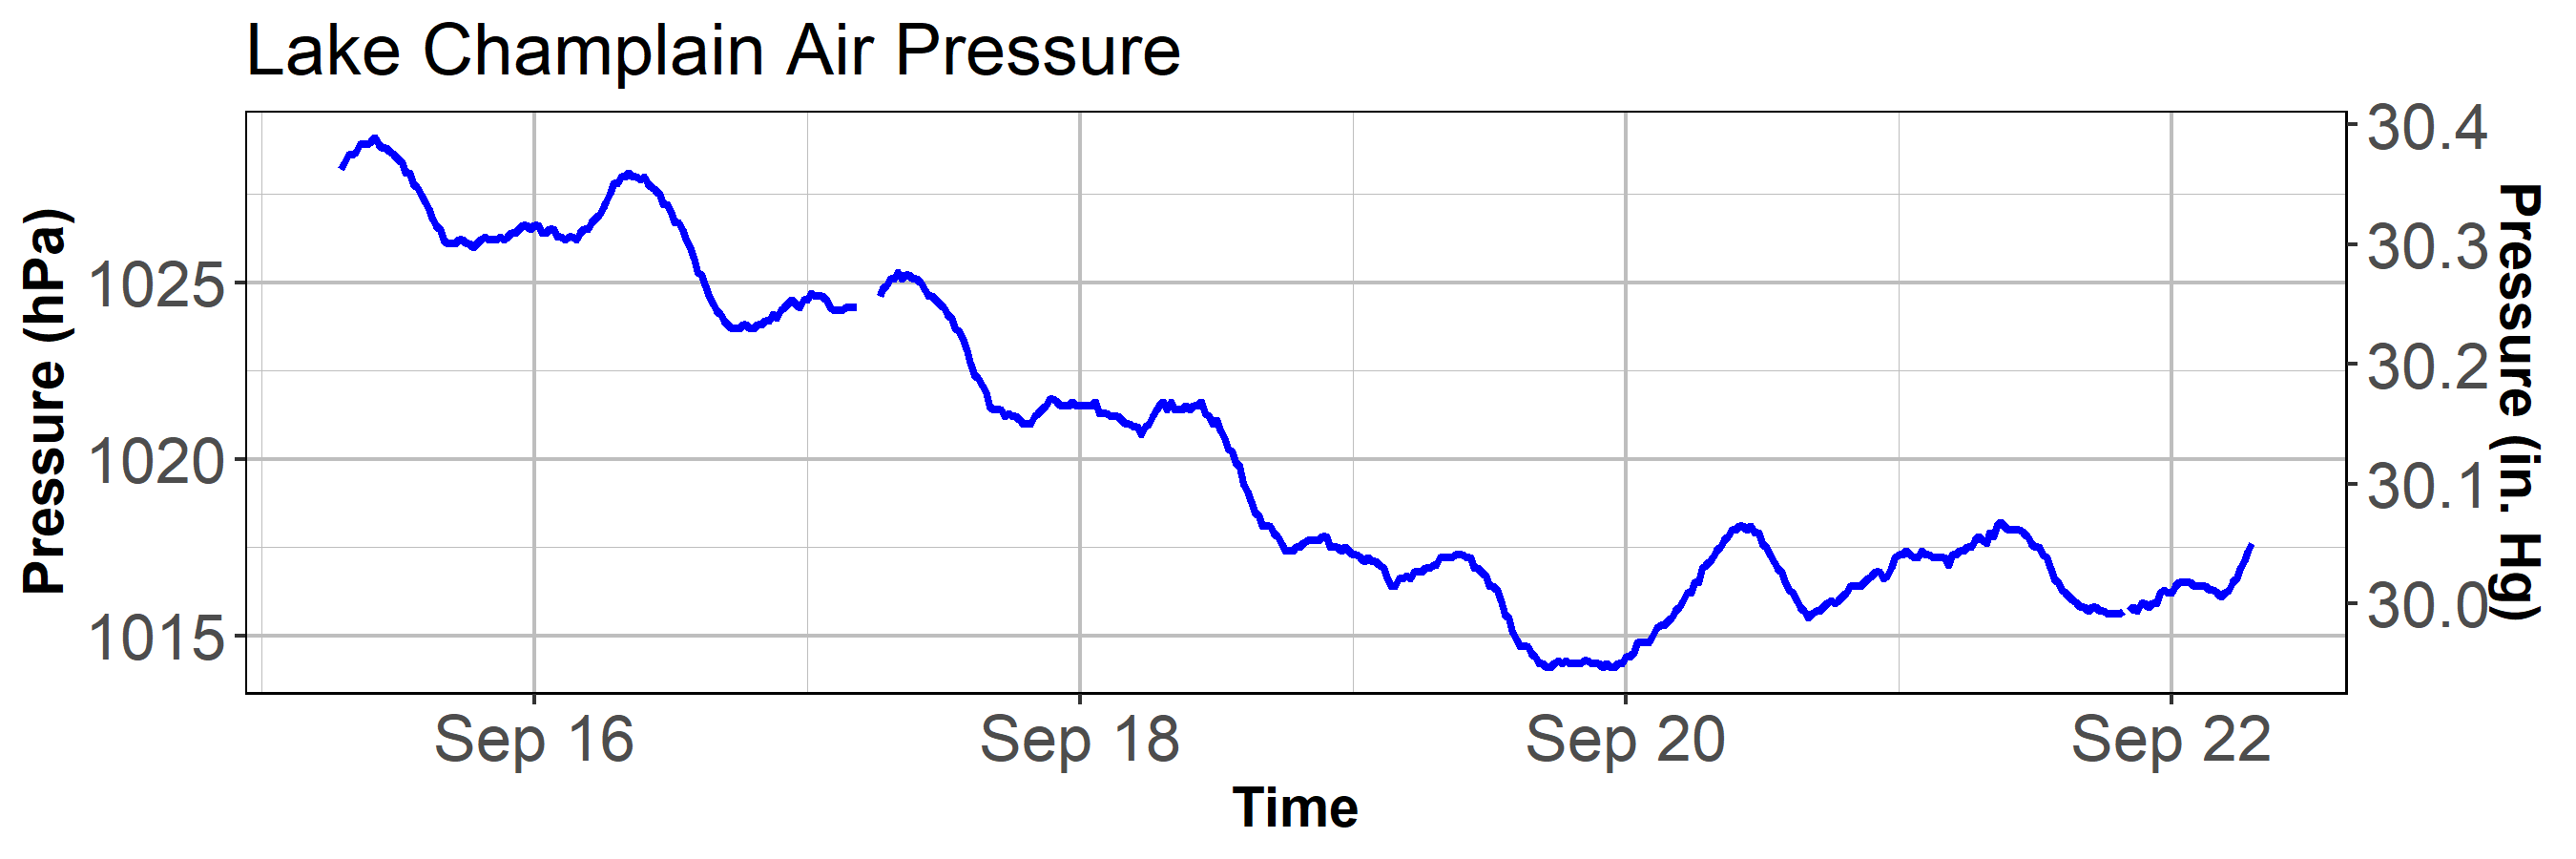 Lake Champlain Air Pressure
Pressure (hPa)
1025
1020
1015
30.4
30.3
30.2
30.1
30.0
Pressure (in. Hg)
Sep 16
Sep 18
Sep 20
Sep 22
Time